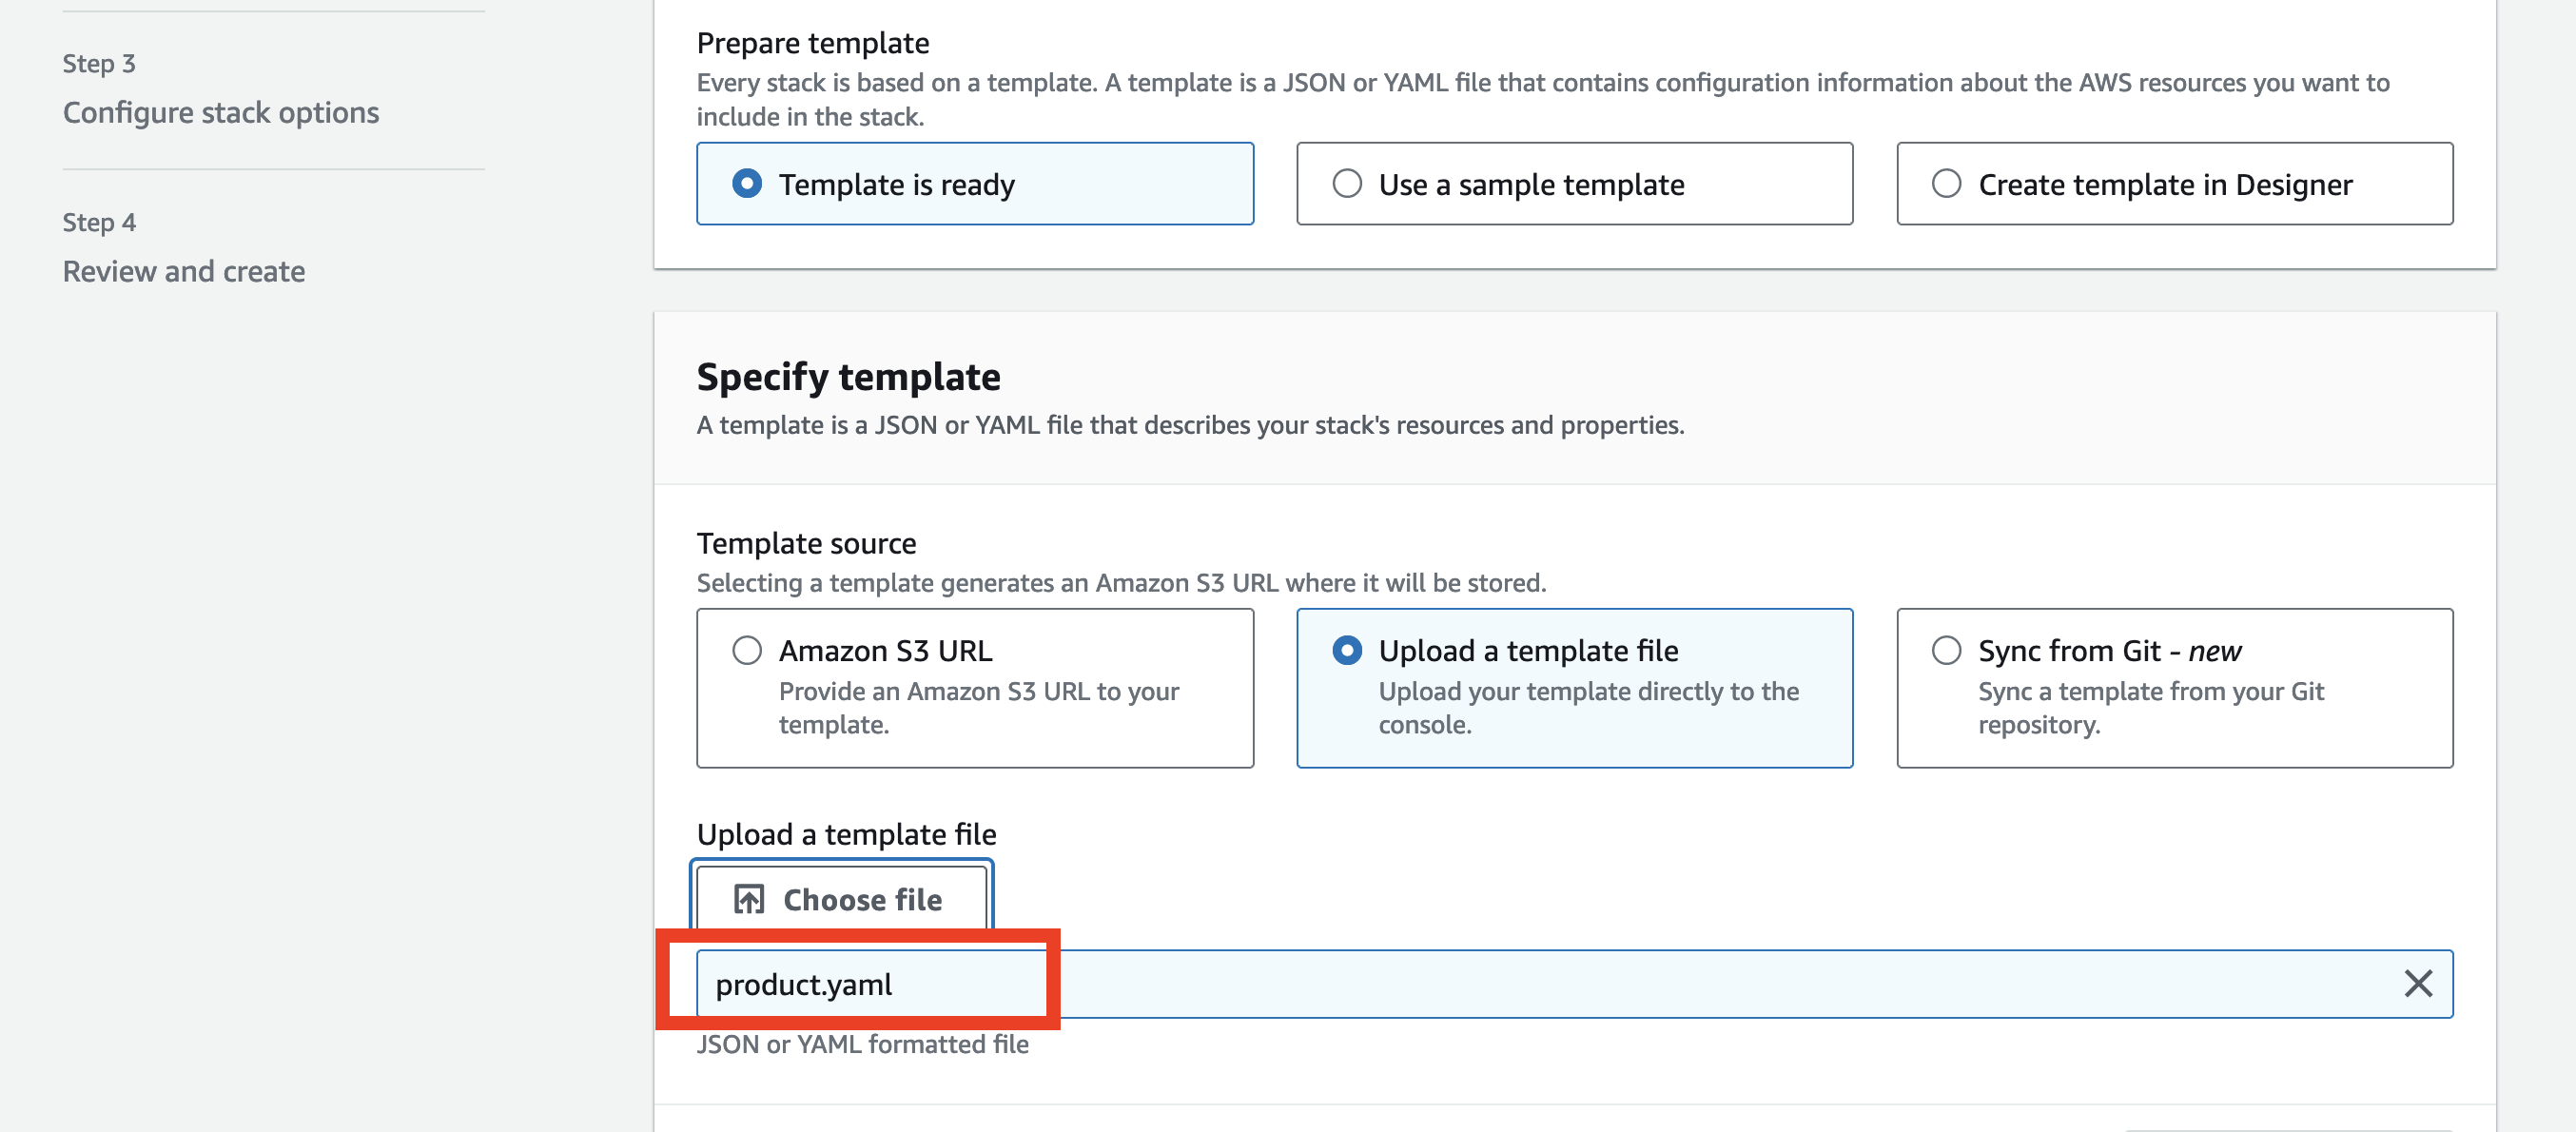 Step 3
Configure stack options
Step 4
Review and create
Prepare template
Every stack is based on a template. A template is a JSON or YAML file that contains configuration information about the AWS resources you want to
include in the stack.
Template is ready
Use a sample template
Create template in Designer
Specify template
A template is a JSON or YAML file that describes your stack's resources and properties.
Template source
Selecting a template generates an Amazon S3 URL where it will be stored.
Amazon S3 URL
Provide an Amazon S3 URL to your
template.
Upload a template file
Upload your template directly to the
console.
Sync from Git - new
Sync a template from your Git
repository.
Upload a template file
Choose file
product.yaml
JSON or YAML formatted file